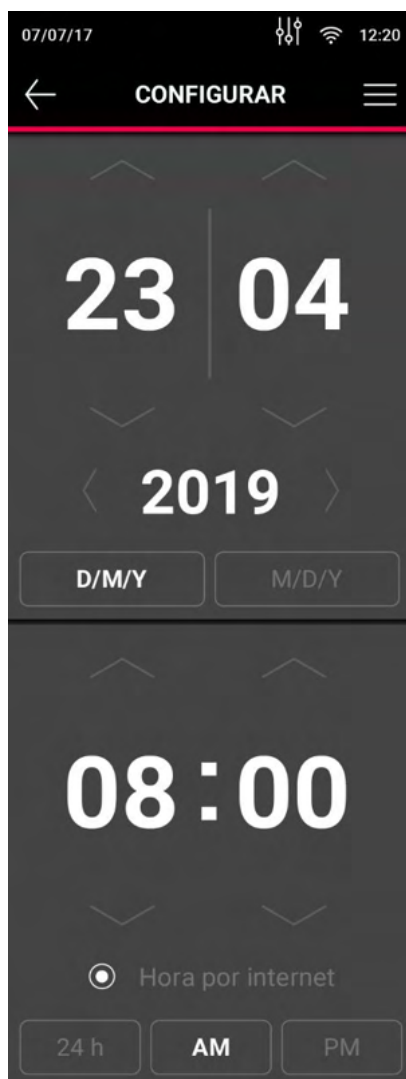 07/07/17 12:20
CONFIGURAR
23 04
2019
D/M/Y M/D/Y
08:00
Hora por internet
24 h AM PM